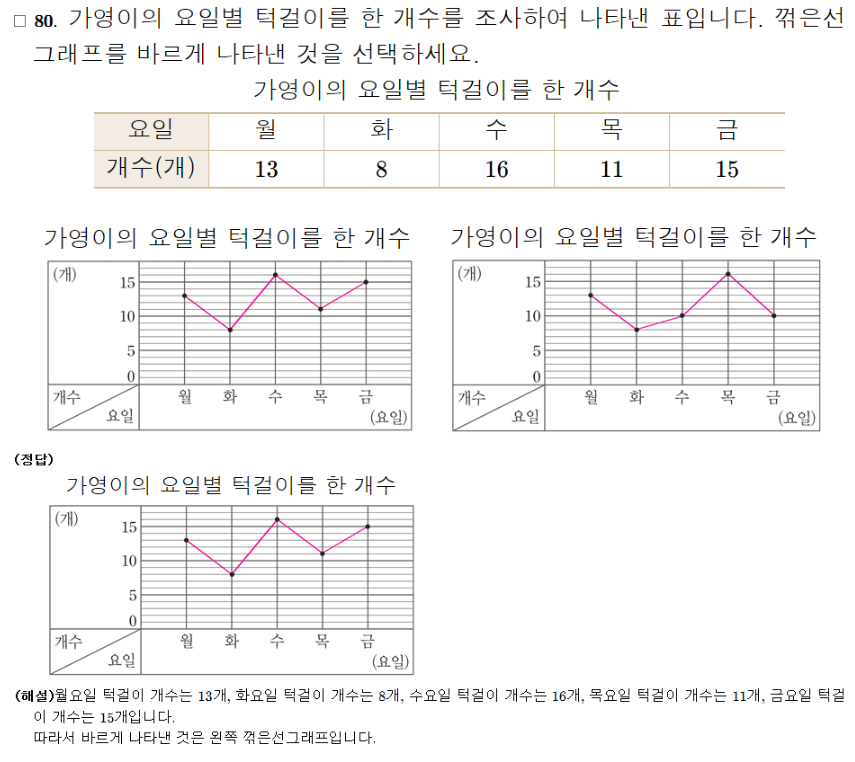 □ 80. 가영이의 요일별 턱걸이를 한 개수를 조사하여 나타낸 표입니다. 꺾은선
그래프를 바르게 나타낸 것을 선택하세요.
가영이의 요일별 턱걸이를 한 개수
요일 월 화 수 목 금
개수(개) 13 8 16 11 15
가영이의 요일별 턱걸이를 한 개수
(개)
15
10
5
0
개수
요일
월 화 수 목 금
(요일)
가영이의 요일별 턱걸이를 한 개수
(개)
15
10
5
0
개수
요일
월 화 수 목 금
(요일)
(정답)
가영이의 요일별 턱걸이를 한 개수
(개)
15
10
5
0
개수
요일
월 화 수 목 금
(요일)
(해설)월요일 턱걸이 개수는 13개, 화요일 턱걸이 개수는 8개, 수요일 턱걸이 개수는 16개, 목요일 턱걸이 개수는 11개, 금요일 턱걸
이 개수는 15개입니다.
따라서 바르게 나타낸 것은 왼쪽 꺾은선그래프입니다.